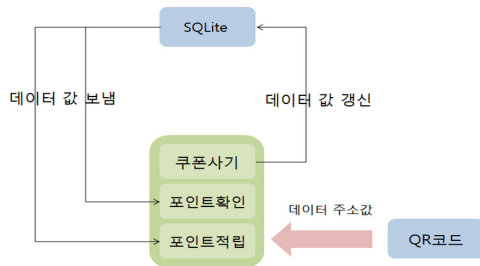 SQLite
데이터 값 보냄
데이터 값 갱신
쿠폰사기
포인트확인
포인트적립
데이터 주소값
QR코드